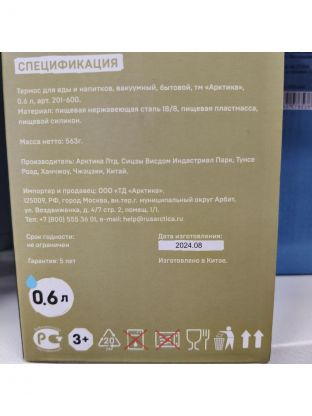 СПЕЦИФИКАЦИЯ
Термос для еды и напитков, вакуумный, бытовой, тм «Арктика»,
0.6 л, арт. 201-600.
Материал: пищевая нержавеющая сталь 18/8, пищевая пластмасса,
пищевой силикон.
Масса нетто: 563г.
Производитель: Арктика Лтд, Сицзы Висдом Индастриал Парк, Тунсе
Роад, Ханчжоу, Чжэцзян, Китай.
Импортер и продавец: ООО «ТД «Арктика».
125009, РФ, город Москва, вн.тер.г. муниципальный округ Арбат,
ул. Воздвиженка, д. 4/7 стр. 2, помещ. 1/1.
Тел. +7 (800) 555 36 01, e-mail: help@rusarctica.ru
Срок годности:
не ограничен
Дата изготовления:
2024.08
Гарантия: 5 лет
Изготовлено в Китае.
0.6 л
3+
20